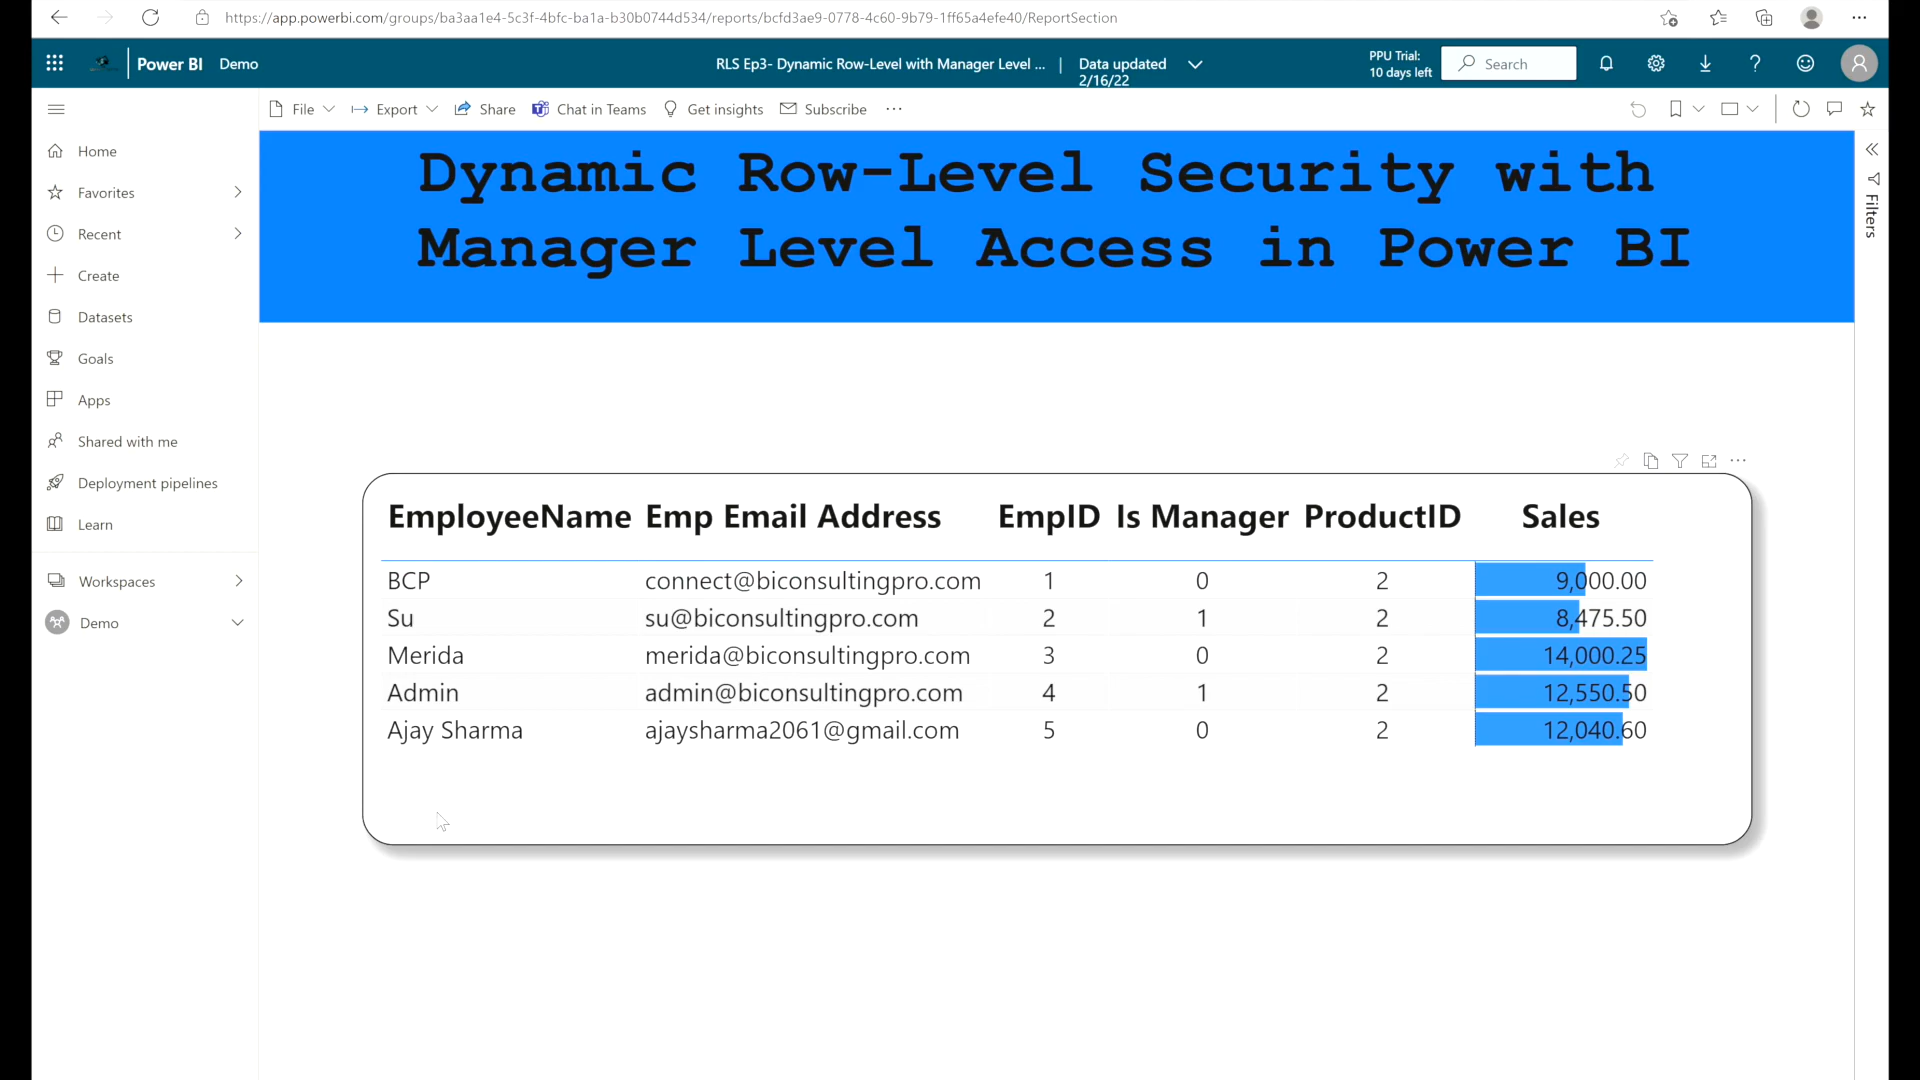 https://app.powerbi.com/groups/ba3aa1e4-5c3f-4bfc-ba1a-b30b0744d534/reports/bcfd3ae9-0778-4c60-9b79-1ff65a4efe40/ReportSection
Power BI Demo RLS Ep3- Dynamic Row-Level with Manager Level ... | Data updated 2/16/22 PPU Trial: 10 days left Search
File Export Share Chat in Teams Get insights Subscribe ...
Home
Favorites
Recent
Create
Datasets
Goals
Apps
Shared with me
Deployment pipelines
Learn
Workspaces
Demo
Dynamic Row-Level Security with
Manager Level Access in Power BI
Filters
EmployeeName Emp Email Address EmpID Is Manager ProductID Sales
BCP connect@biconsultingpro.com 1 0 2 9,000.00
Su su@biconsultingpro.com 2 1 2 8,475.50
Merida merida@biconsultingpro.com 3 0 2 14,000.25
Admin admin@biconsultingpro.com 4 1 2 12,550.50
Ajay Sharma ajaysharma2061@gmail.com 5 0 2 12,040.60